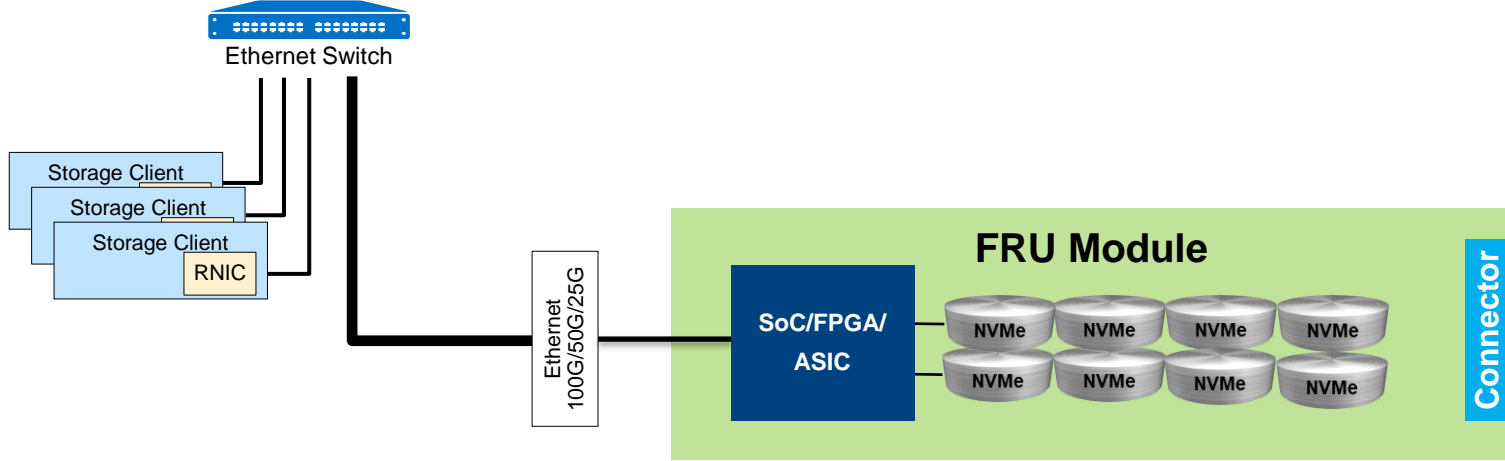 Ethernet Switch
Storage Client
Storage Client
Storage Client
RNIC
Ethernet
100G/50G/25G
FRU Module
SoC/FPGA/
ASIC
NVMe NVMe NVMe NVMe
NVMe NVMe NVMe NVMe
Connector